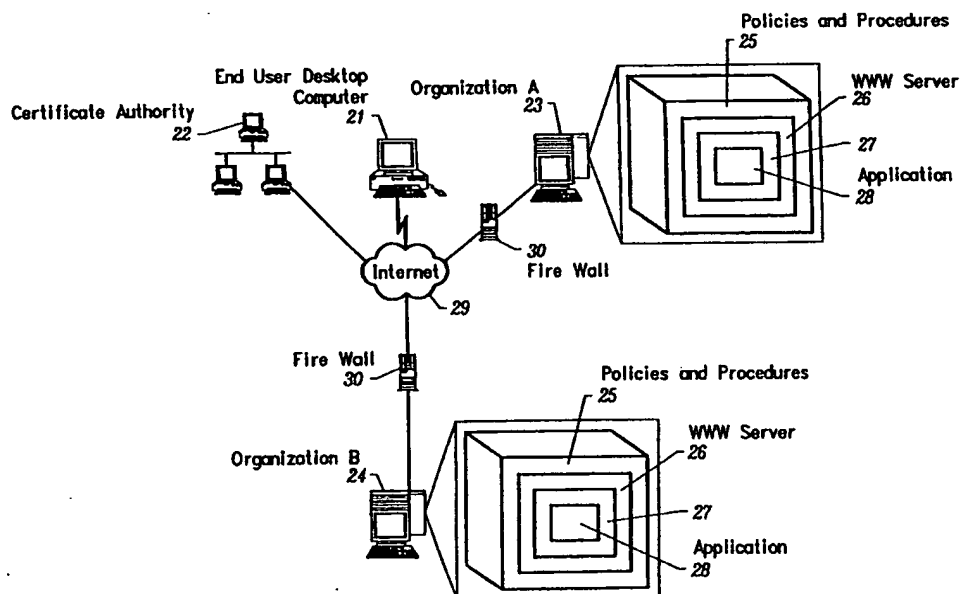 Policies and Procedures
25
WWW Server
26
27
Application
28
Organization A
23
End User Desktop
Computer
21
Certificate Authority
22
30
Fire Wall
Internet
29
Fire Wall
30
Policies and Procedures
25
WWW Server
26
27
Application
28
Organization B
24